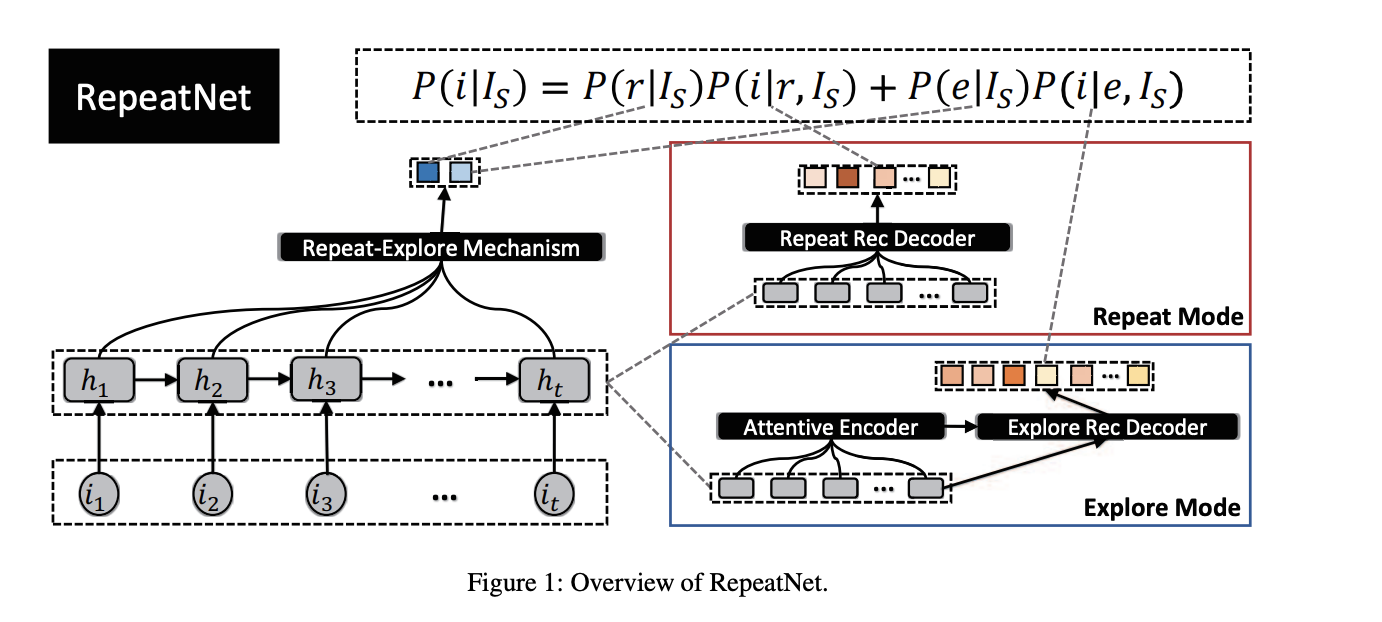 RepeatNet
P(i|I_S) = P(r|I_S)P(i|r, I_S) + P(e|I_S)P(i|e, I_S)
Repeat-Explore Mechanism
Repeat Rec Decoder
...
Repeat Mode
h_1 h_2 h_3 ... h_t
...
Attentive Encoder Explore Rec Decoder
...
i_1 i_2 i_3 ... i_t
Explore Mode
Figure 1: Overview of RepeatNet.